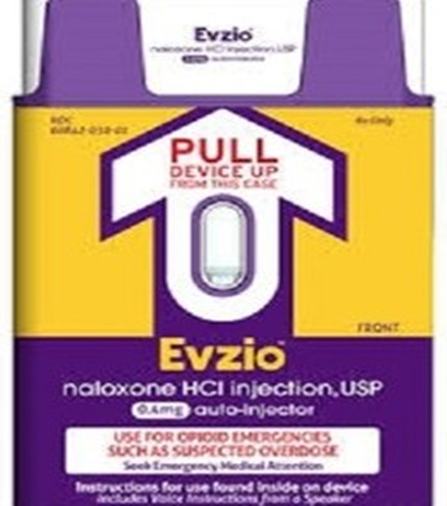 Evzio
naloxone HCl injection, USP
NDC
Rx Only
PULL
DEVICE UP
FROM THIS CASE
FRONT
Evzio
naloxone HCl injection, USP
0.4mg auto-injector
USE FOR OPIOID EMERGENCIES
SUCH AS SUSPECTED OVERDOSE
Seek Emergency Medical Attention
Instructions for use found inside on device
Includes Voice Instructions from a Speaker